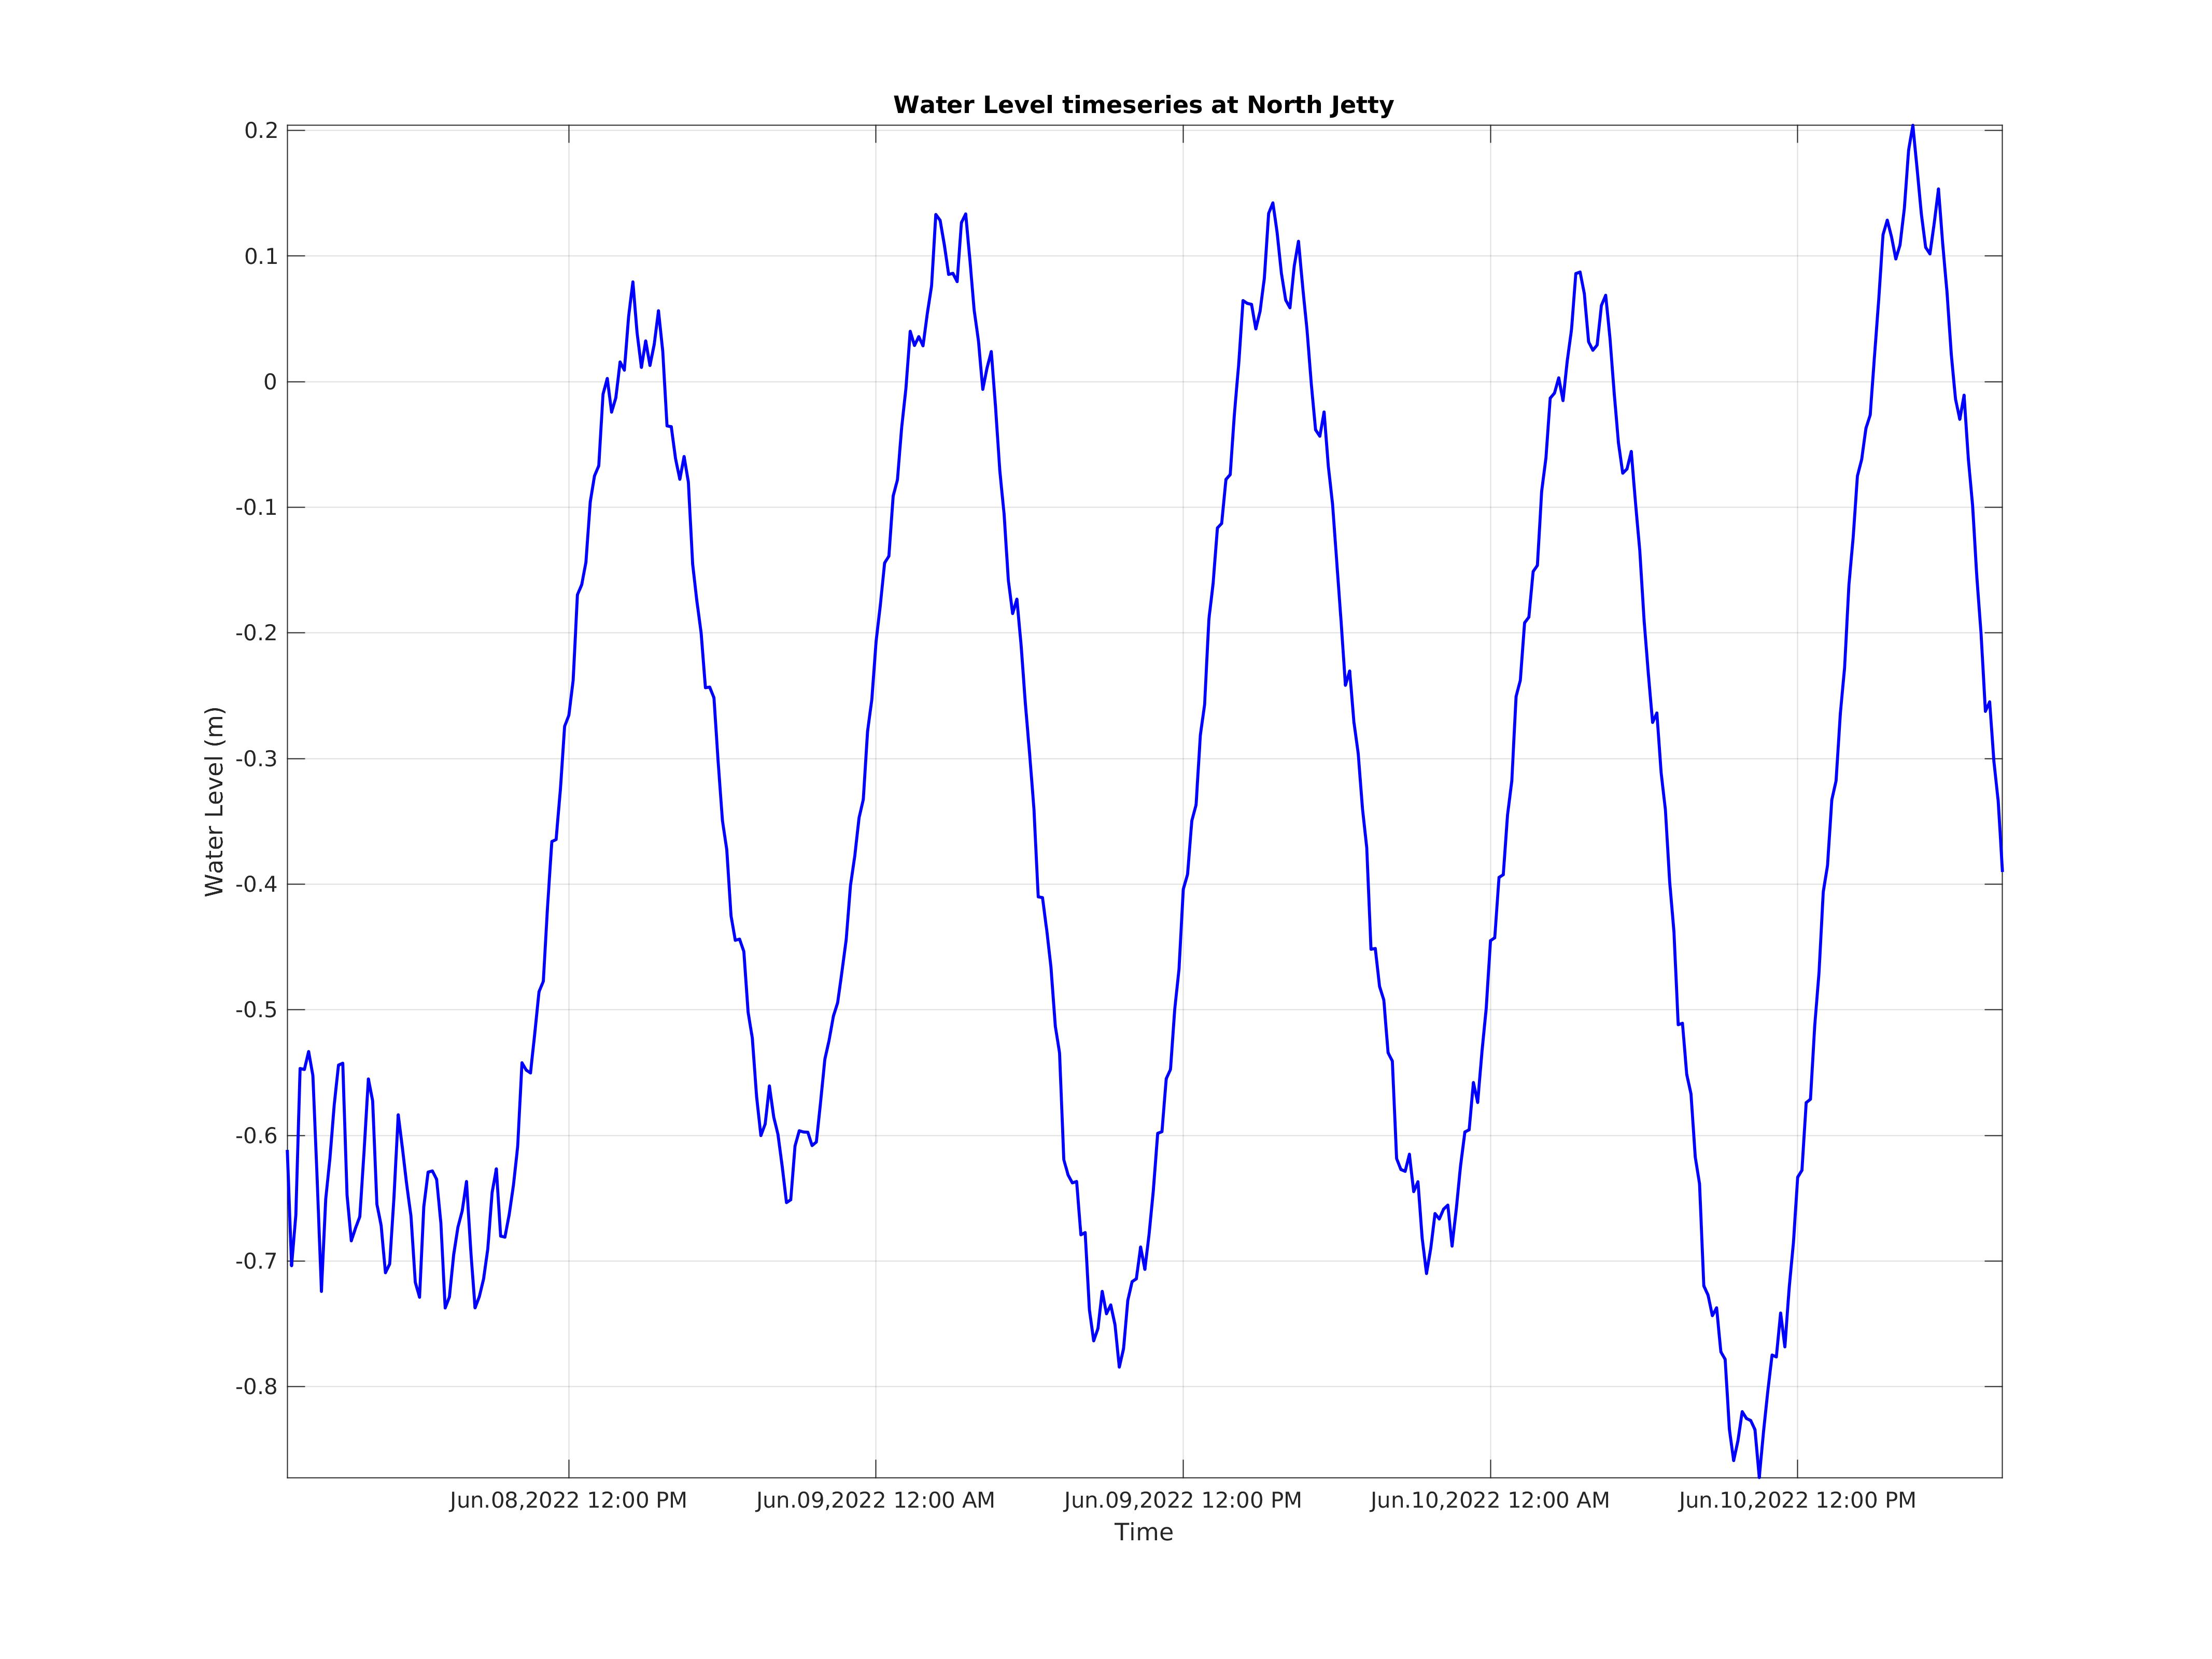 Water Level timeseries at North Jetty
0.2
0.1
0
-0.1
-0.2
-0.3
-0.4
-0.5
-0.6
-0.7
-0.8
Water Level (m)
Jun.08,2022 12:00 PM
Jun.09,2022 12:00 AM
Jun.09,2022 12:00 PM
Jun.10,2022 12:00 AM
Jun.10,2022 12:00 PM
Time